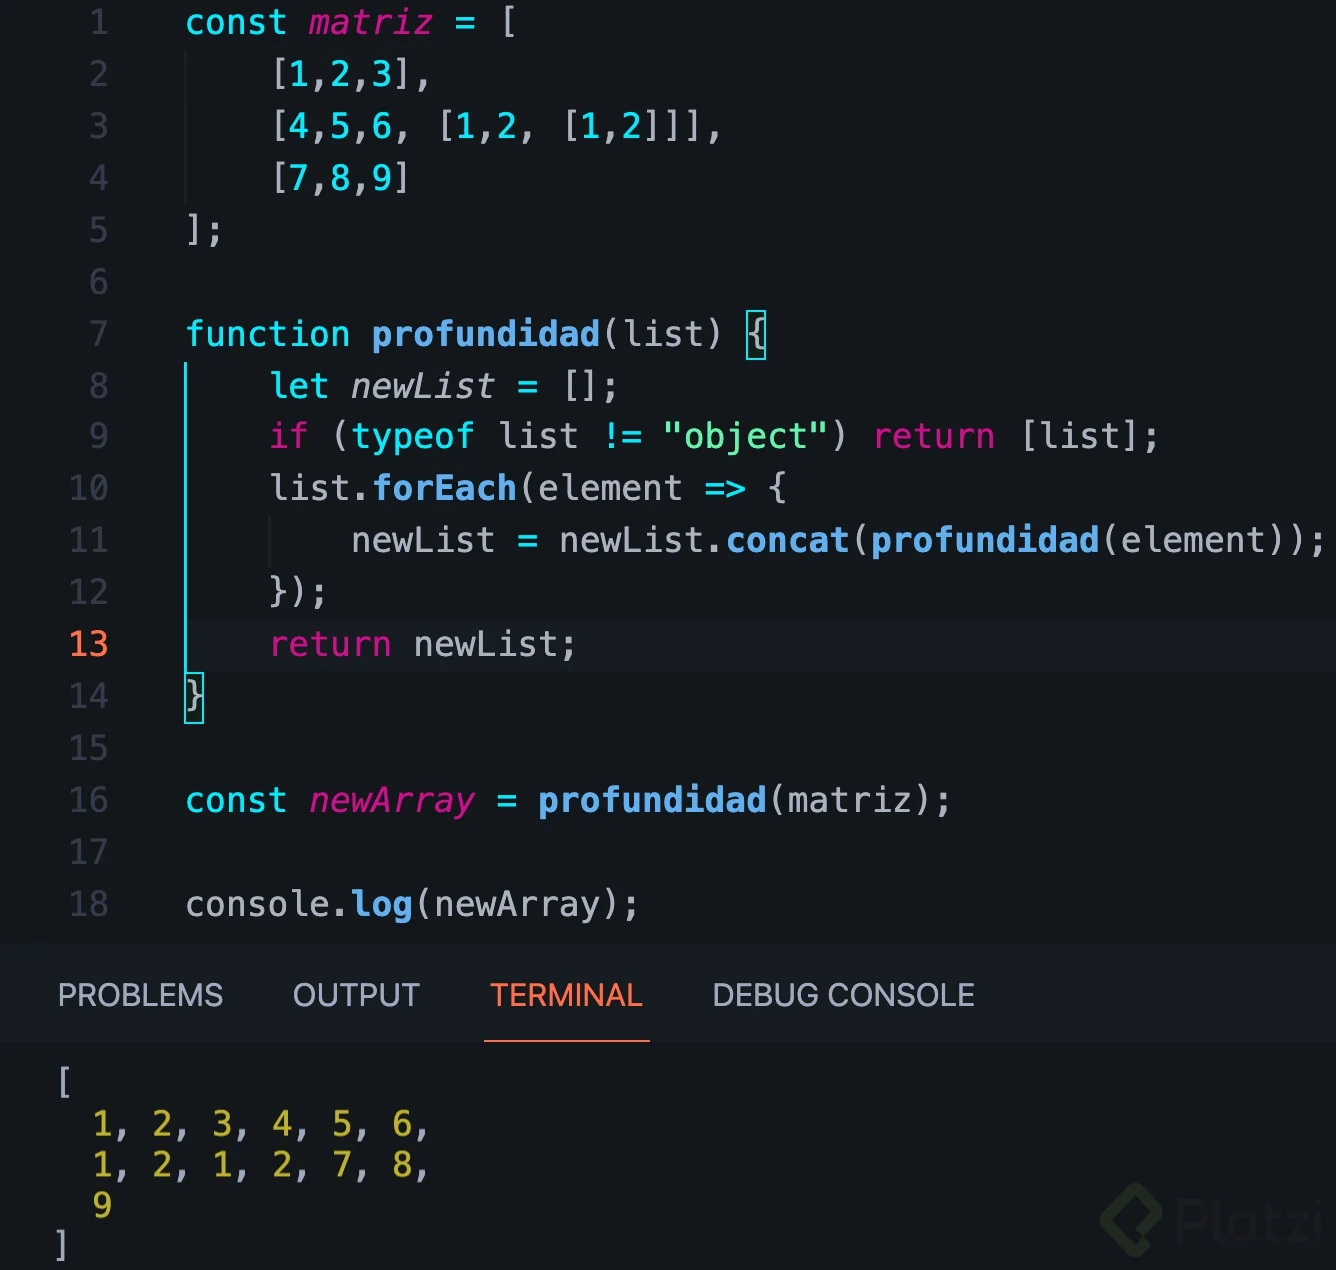 1 const matriz = [
2 [1,2,3],
3 [4,5,6, [1,2, [1,2]]],
4 [7,8,9]
5 ];
6
7 function profundidad(list) {
8 let newList = [];
9 if (typeof list != "object") return [list];
10 list.forEach(element => {
11 newList = newList.concat(profundidad(element));
12 });
13 return newList;
14 }
15
16 const newArray = profundidad(matriz);
17
18 console.log(newArray);
PROBLEMS OUTPUT TERMINAL DEBUG CONSOLE
[
1, 2, 3, 4, 5, 6,
1, 2, 1, 2, 7, 8,
9
]
Platzi